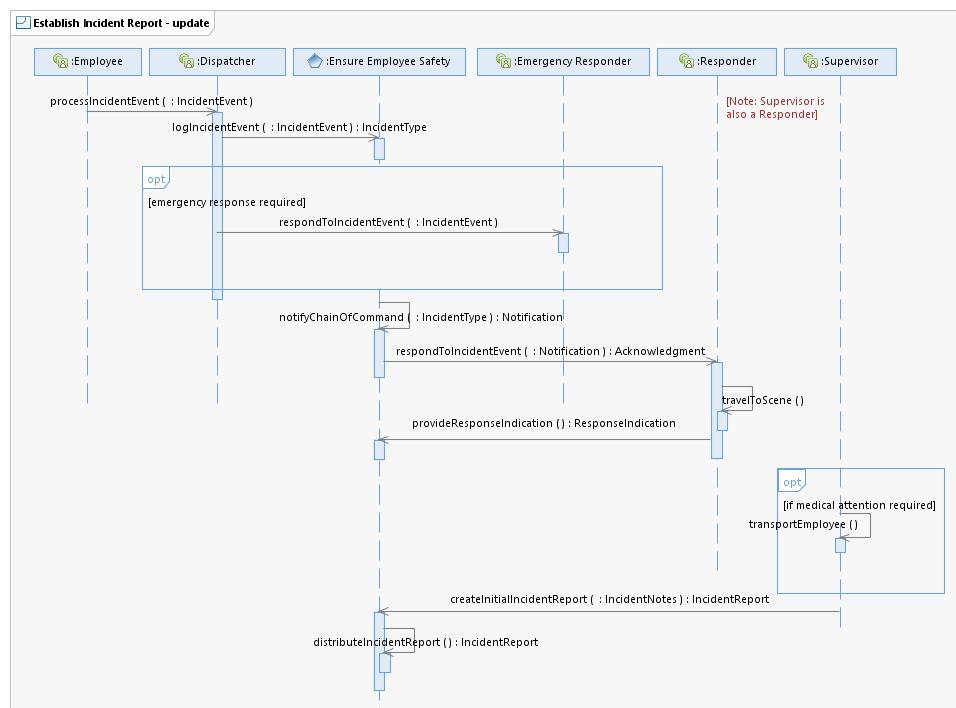 Establish Incident Report - update
:Employee
:Dispatcher
:Ensure Employee Safety
:Emergency Responder
:Responder
:Supervisor
processIncidentEvent ( : IncidentEvent )
[Note: Supervisor is
also a Responder]
logIncidentEvent ( : IncidentEvent ) : IncidentType
opt
[emergency response required]
respondToIncidentEvent ( : IncidentEvent )
notifyChainOfCommand ( : IncidentType ) : Notification
respondToIncidentEvent ( : Notification ) : Acknowledgment
travelToScene ( )
provideResponseIndication ( ) : ResponseIndication
opt
[if medical attention required]
transportEmployee ( )
createInitialIncidentReport ( : IncidentNotes ) : IncidentReport
distributeIncidentReport ( ) : IncidentReport